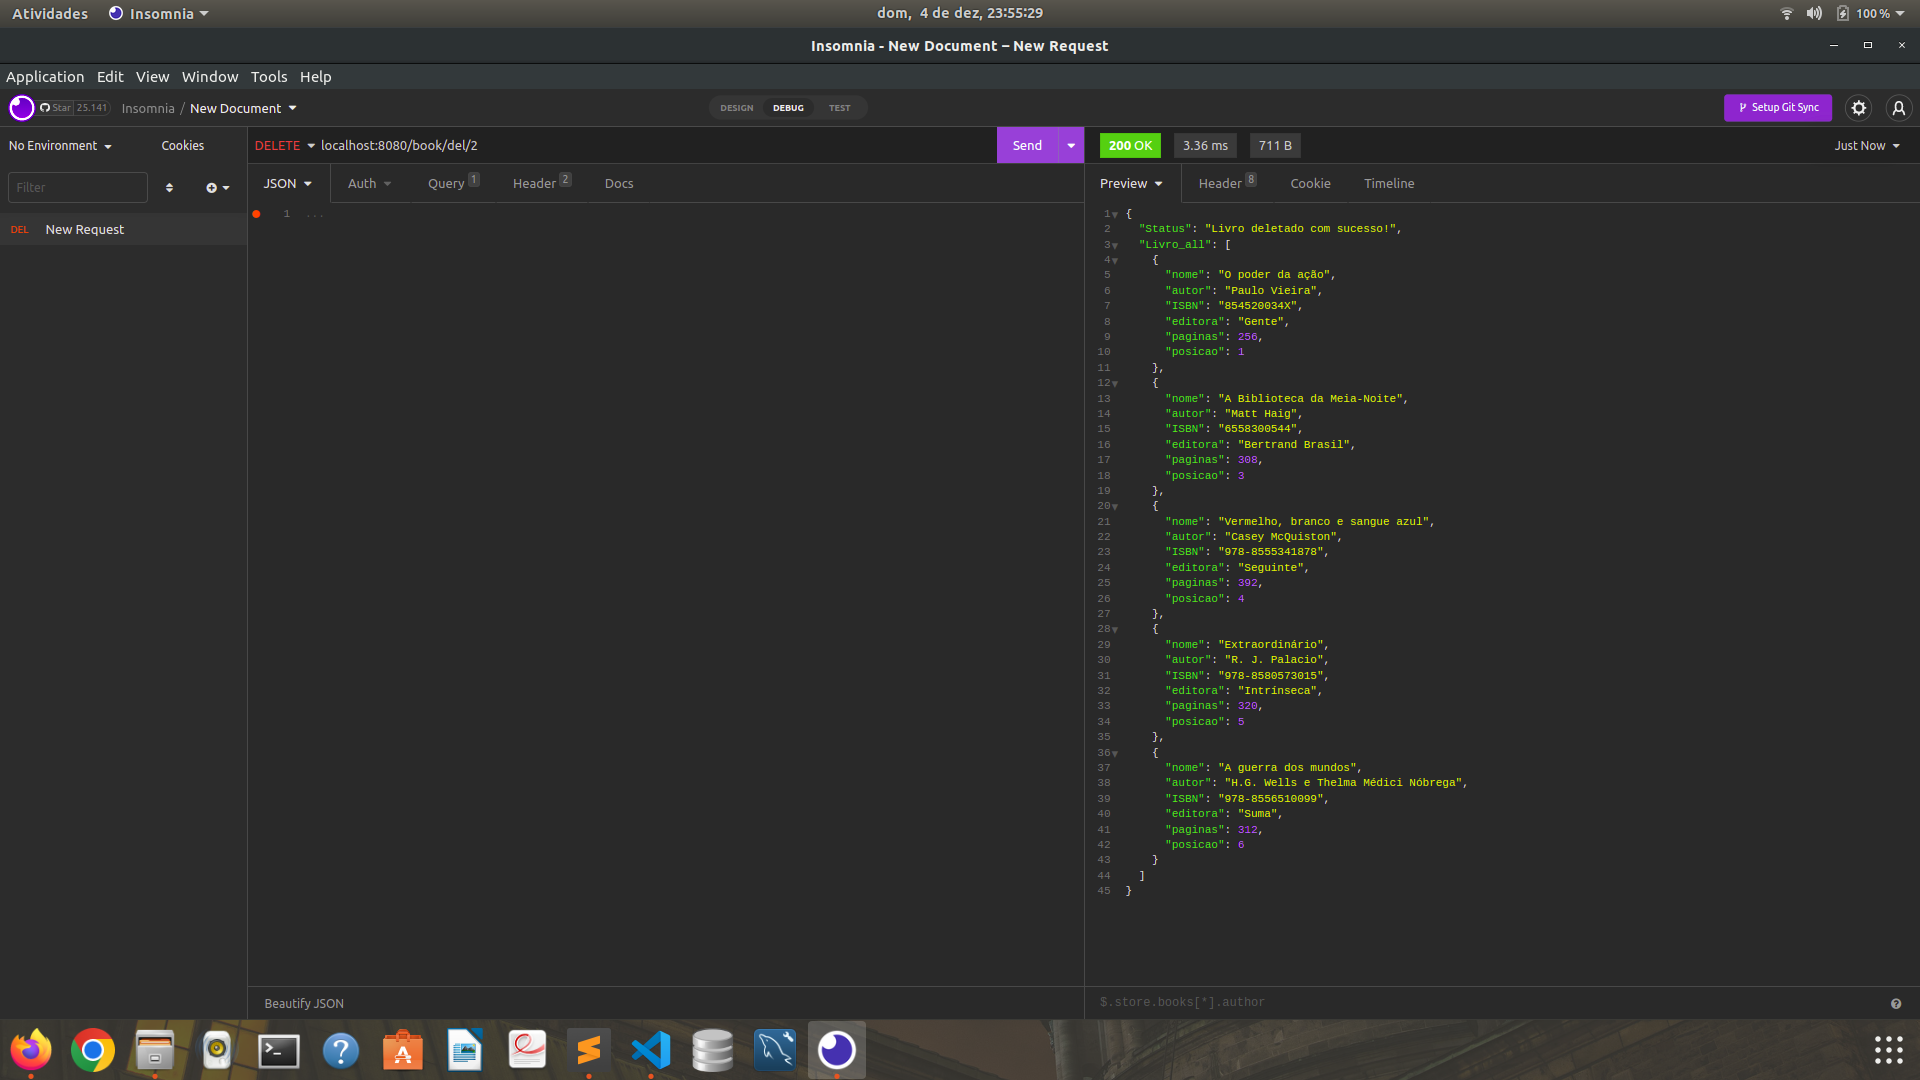 Atividades
Insomnia
dom,  4 de dez, 23:55:29
100 %
Insomnia - New Document – New Request
Application Edit View Window Tools Help
Star 25.141
Insomnia / New Document
DESIGN DEBUG TEST
Setup Git Sync
No Environment
Cookies
DELETE localhost:8080/book/del/2
Send
200 OK
3.36 ms
711 B
Just Now
Filter
JSON Auth Query 1 Header 2 Docs
Preview Header 8 Cookie Timeline
DEL New Request
1 ...
1 {
2 "Status": "Livro deletado com sucesso!",
3 "Livro_all": [
4 {
5 "nome": "O poder da ação",
6 "autor": "Paulo Vieira",
7 "ISBN": "854520034X",
8 "editora": "Gente",
9 "paginas": 256,
10 "posicao": 1
11 },
12 {
13 "nome": "A Biblioteca da Meia-Noite",
14 "autor": "Matt Haig",
15 "ISBN": "6558300544",
16 "editora": "Bertrand Brasil",
17 "paginas": 308,
18 "posicao": 3
19 },
20 {
21 "nome": "Vermelho, branco e sangue azul",
22 "autor": "Casey McQuiston",
23 "ISBN": "978-8555341878",
24 "editora": "Seguinte",
25 "paginas": 392,
26 "posicao": 4
27 },
28 {
29 "nome": "Extraordinário",
30 "autor": "R. J. Palacio",
31 "ISBN": "978-8580573015",
32 "editora": "Intrínseca",
33 "paginas": 320,
34 "posicao": 5
35 },
36 {
37 "nome": "A guerra dos mundos",
38 "autor": "H.G. Wells e Thelma Médici Nóbrega",
39 "ISBN": "978-8556510099",
40 "editora": "Suma",
41 "paginas": 312,
42 "posicao": 6
43 }
44 ]
45 }
Beautify JSON
$.store.books[*].author